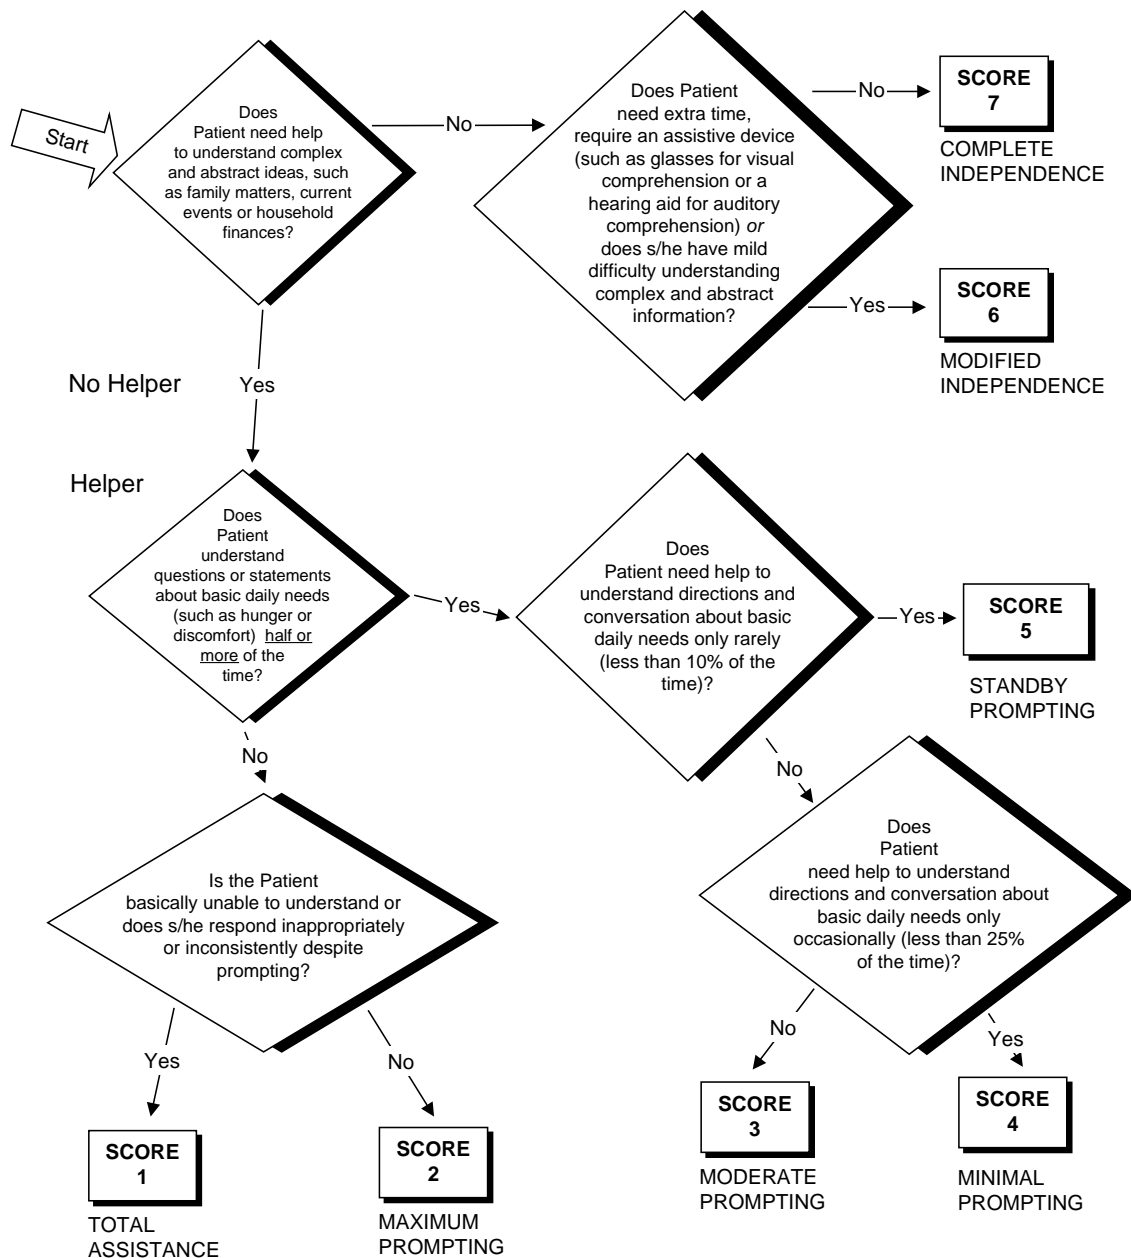 Start
Does
Patient need help
to understand complex
and abstract ideas, such
as family matters, current
events or household
finances?
No
Does Patient
need extra time,
require an assistive device
(such as glasses for visual
comprehension or a
hearing aid for auditory
comprehension) or
does s/he have mild
difficulty understanding
complex and abstract
information?
No
SCORE
7
COMPLETE
INDEPENDENCE
Yes
SCORE
6
MODIFIED
INDEPENDENCE
No Helper
Yes
Helper
Does
Patient
understand
questions or statements
about basic daily needs
(such as hunger or
discomfort) half or
more of the
time?
Yes
Does
Patient need help to
understand directions and
conversation about basic
daily needs only rarely
(less than 10% of the
time)?
Yes
SCORE
5
STANDBY
PROMPTING
No
No
Is the Patient
basically unable to understand or
does s/he respond inappropriately
or inconsistently despite
prompting?
Does
Patient
need help to understand
directions and conversation about
basic daily needs only
occasionally (less than 25%
of the time)?
Yes
No
No
Yes
SCORE
1
TOTAL
ASSISTANCE
SCORE
2
MAXIMUM
PROMPTING
SCORE
3
MODERATE
PROMPTING
SCORE
4
MINIMAL
PROMPTING